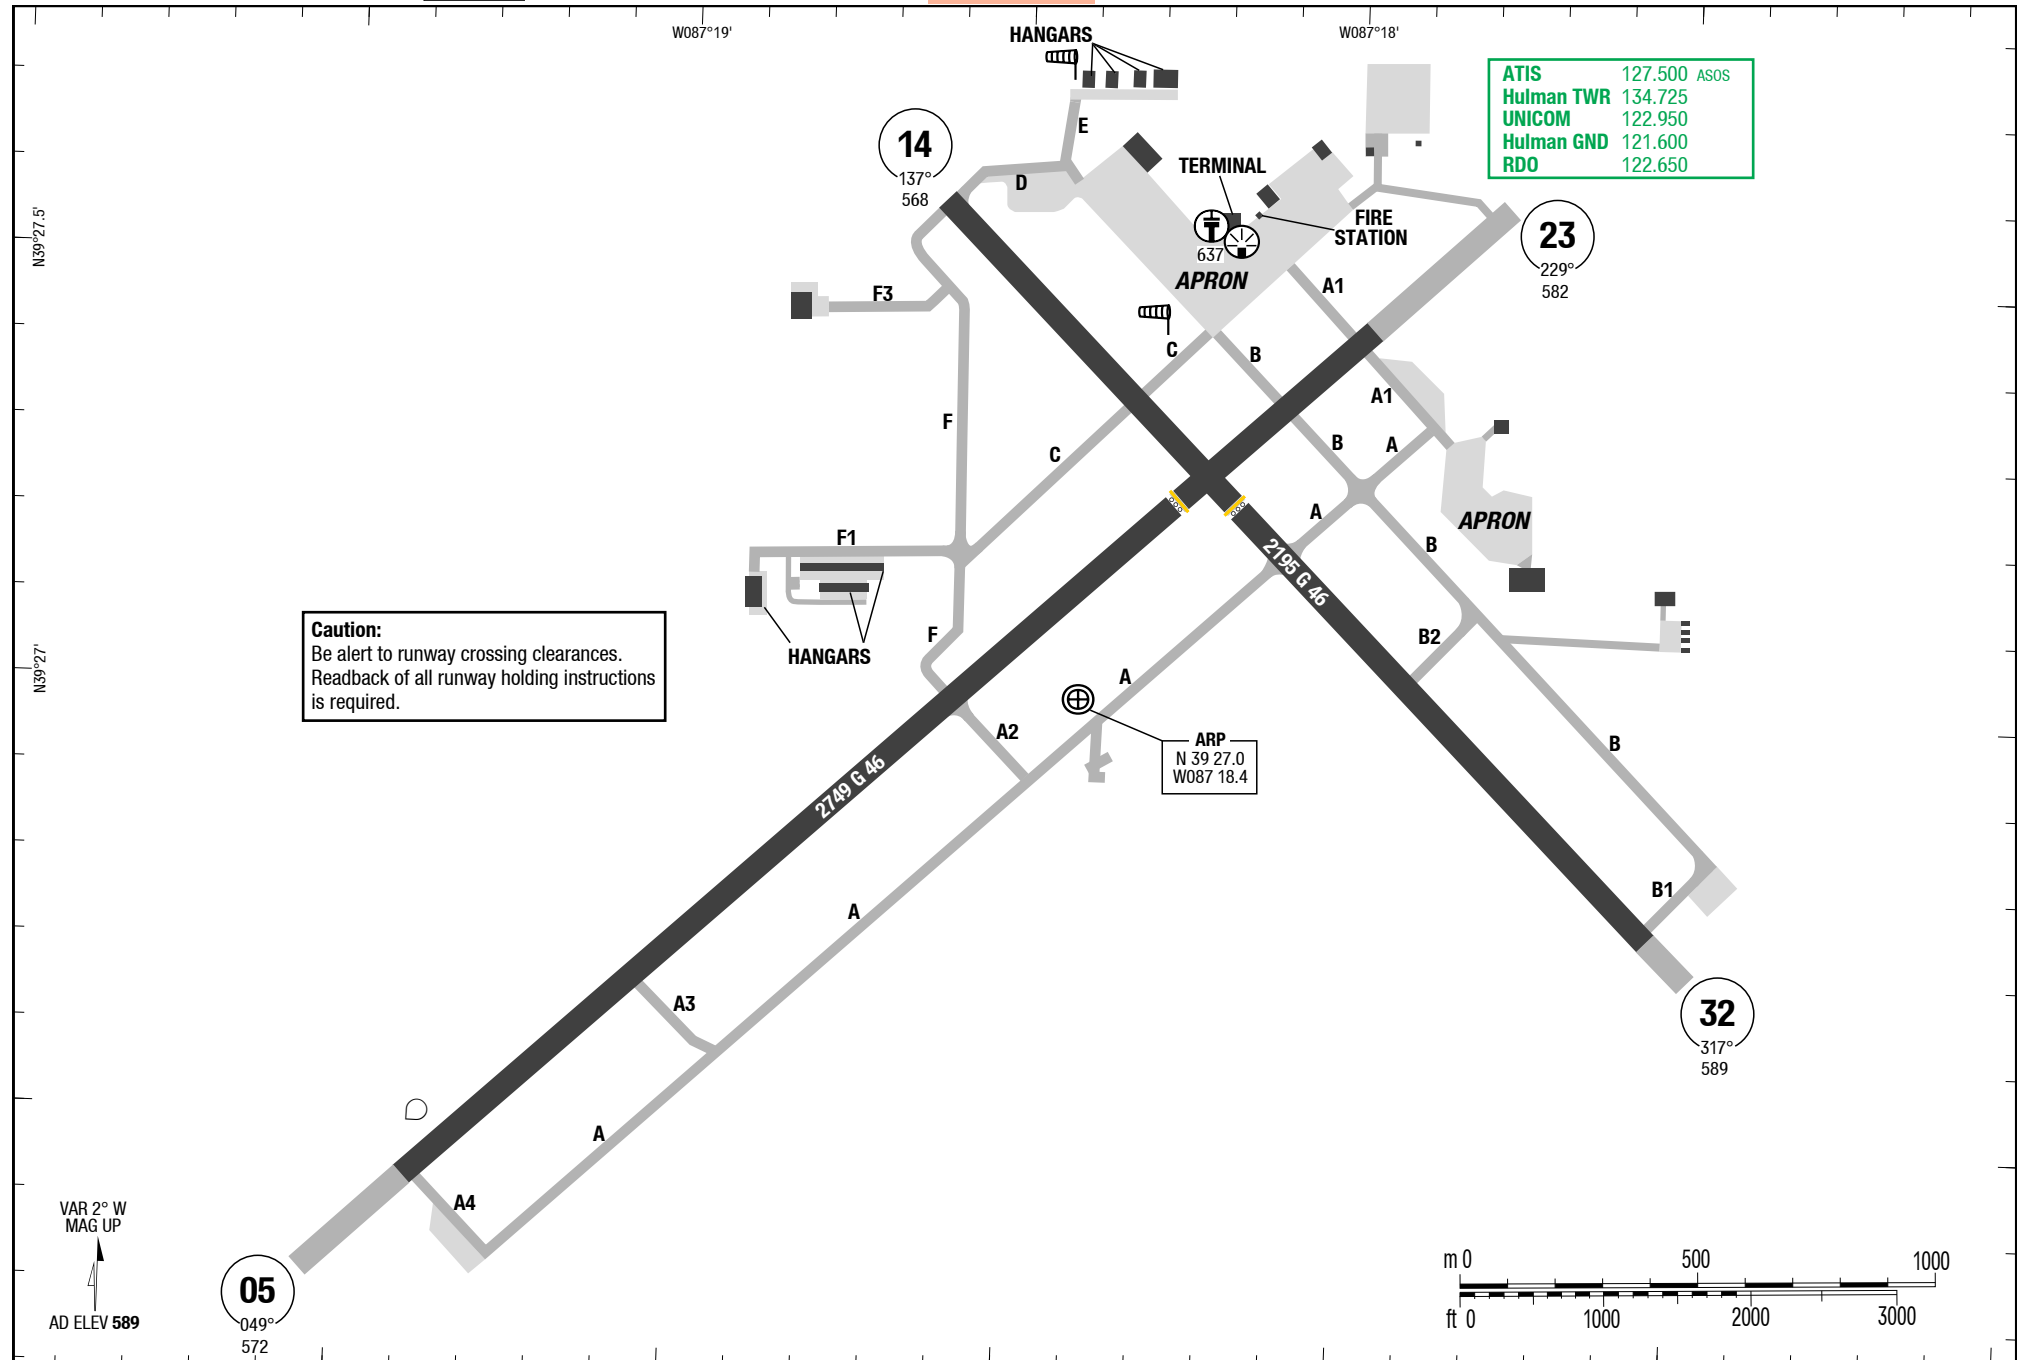 W087°19'
W087°18'
HANGARS
ATIS 127.500 ASOS
Hulman TWR 134.725
UNICOM 122.950
Hulman GND 121.600
RDO 122.650
E
14
137°
568
TERMINAL
D
N39°27.5'
FIRE
STATION
23
229°
582
637
APRON
A1
F3
C
B
A1
F
C
B
A
A
APRON
F1
B
2195 G 46
Caution:
Be alert to runway crossing clearances.
Readback of all runway holding instructions
is required.
F
B2
HANGARS
N39°27'
A
A2
ARP
N 39 27.0
W087 18.4
B
2749 G 46
B1
A
A3
32
317°
589
A
A4
VAR 2° W
MAG UP
m 0 500 1000
05
049°
572
AD ELEV 589
ft 0 1000 2000 3000